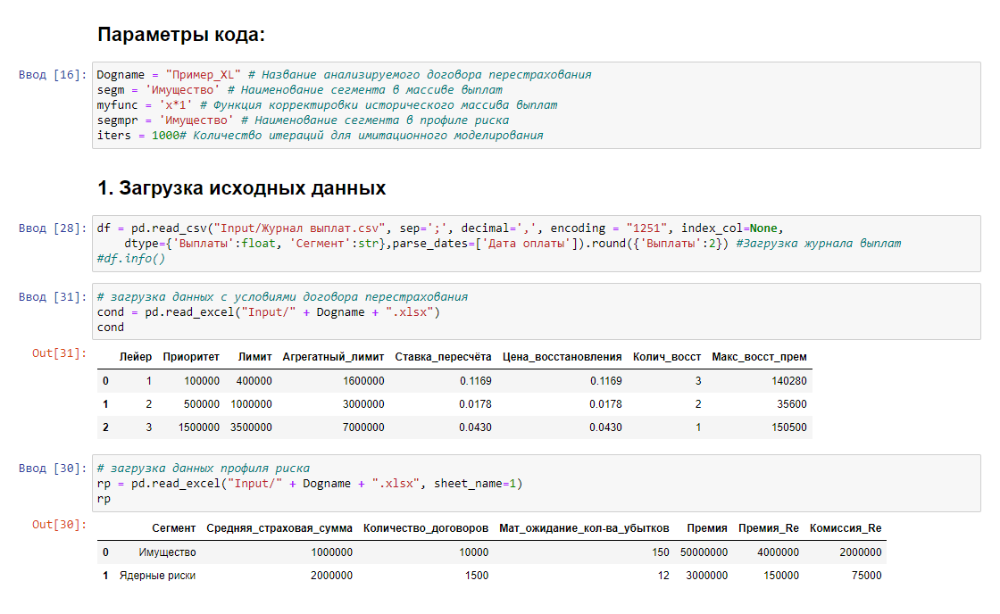 Параметры кода:
Ввод [16]: Dogname = "Пример_XL" # Название анализируемого договора перестрахования
segm = 'Имущество' # Наименование сегмента в массиве выплат
myfunc = 'x*1' # Функция корректировки исторического массива выплат
segmpr = 'Имущество' # Наименование сегмента в профиле риска
iters = 1000# Количество итераций для имитационного моделирования
1. Загрузка исходных данных
Ввод [28]: df = pd.read_csv("Input/Журнал выплат.csv", sep=';', decimal=',', encoding = "1251", index_col=None,
dtype={'Выплаты':float, 'Сегмент':str},parse_dates=['Дата оплаты']).round({'Выплаты':2}) #Загрузка журнала выплат
#df.info()
Ввод [31]: # загрузка данных с условиями договора перестрахования
cond = pd.read_excel("Input/" + Dogname + ".xlsx")
cond
Out[31]: Лейер Приоритет Лимит Агрегатный_лимит Ставка_пересчёта Цена_восстановления Колич_восст Макс_восст_прем
0 1 100000 400000 1600000 0.1169 0.1169 3 140280
1 2 500000 1000000 3000000 0.0178 0.0178 2 35600
2 3 1500000 3500000 7000000 0.0430 0.0430 1 150500
Ввод [30]: # загрузка данных профиля риска
rp = pd.read_excel("Input/" + Dogname + ".xlsx", sheet_name=1)
rp
Out[30]: Сегмент Средняя_страховая_сумма Количество_договоров Мат_ожидание_кол-ва_убытков Премия Премия_Re Комиссия_Re
0 Имущество 1000000 10000 150 50000000 4000000 2000000
1 Ядерные риски 2000000 1500 12 3000000 150000 75000